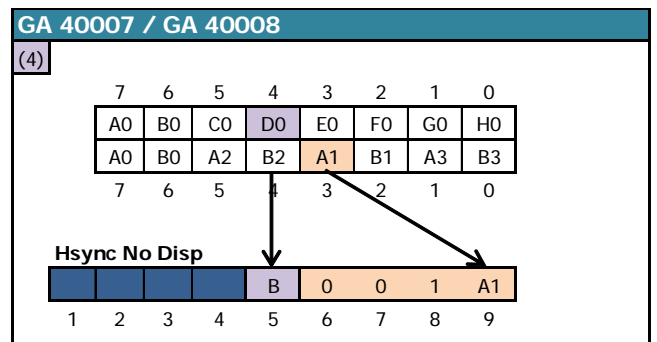 GA 40007 / GA 40008
(4)
7 6 5 4 3 2 1 0
A0 B0 C0 D0 E0 F0 G0 H0
A0 B0 A2 B2 A1 B1 A3 B3
7 6 5 4 3 2 1 0
Hsync No Disp
B 0 0 1 A1
1 2 3 4 5 6 7 8 9